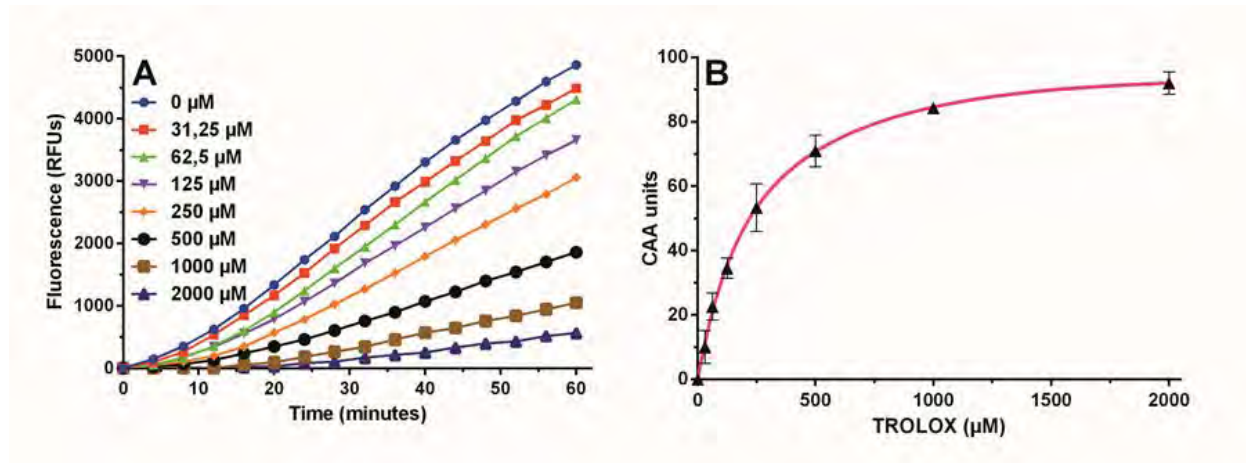 A
Fluorescence (RFUs)
5000
4000
3000
2000
1000
0
0 µM
31,25 µM
62,5 µM
125 µM
250 µM
500 µM
1000 µM
2000 µM
0 10 20 30 40 50 60
Time (minutes)
B
CAA units
100
80
60
40
20
0
0 500 1000 1500 2000
TROLOX (µM)